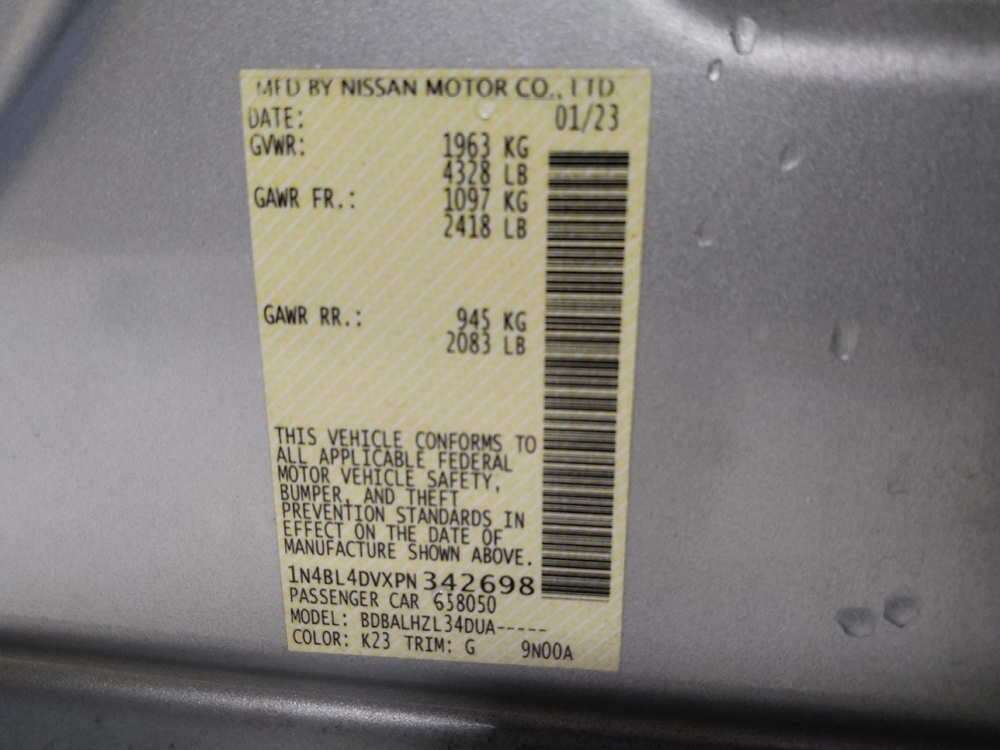 MFD BY NISSAN MOTOR CO., LTD
DATE: 01/23
GVWR: 1963 KG
4328 LB
GAWR FR.: 1097 KG
2418 LB
GAWR RR.: 945 KG
2083 LB
THIS VEHICLE CONFORMS TO
ALL APPLICABLE FEDERAL
MOTOR VEHICLE SAFETY,
BUMPER, AND THEFT
PREVENTION STANDARDS IN
EFFECT ON THE DATE OF
MANUFACTURE SHOWN ABOVE.
1N4BL4DVXPN342698
PASSENGER CAR 658050
MODEL: BDBALHZL34DUA-----
COLOR: K23 TRIM: G 9N00A